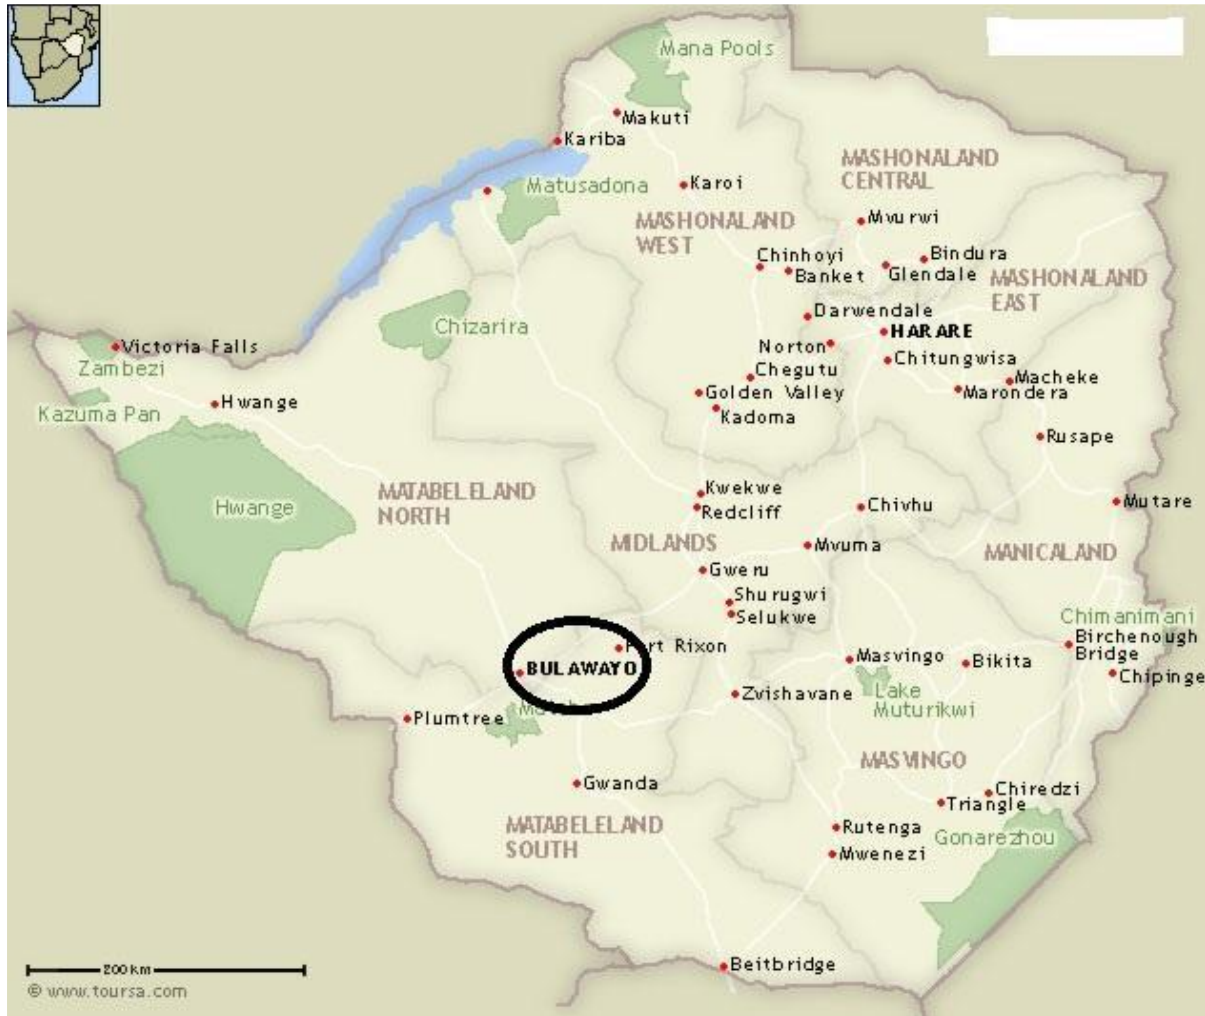 Mana Pools
Makuti
Kariba
MASHONALAND
CENTRAL
Matusadona
Karoi
MASHONALAND
WEST
Mvurwi
Chinhoyi
Bindura
Banket
Glendale
MASHONALAND
EAST
Darwendale
Chizarira
HARARE
Victoria Falls
Norton
Chitungwisa
Zambezi
Chegutu
Macheke
Golden Valley
Marondera
Kazuma Pan
Hwange
Kadoma
Rusape
MATABELELAND
NORTH
Kwekwe
Redcliff
Chivhu
Mutare
Hwange
MIDLANDS
Mvuma
MANICALAND
Gweru
Shurugwi
Selukwe
Chimanimani
Birchenough
Bridge
Rixon
Masvingo
Bikita
BULAWAYO
Chipinge
Zvishavane
Lake
Muturikwi
Plumtree
MASVINGO
Gwanda
Chiredzi
Triangle
MATABELELAND
SOUTH
Rutenga
Gonarezhou
Mwenezi
Beitbridge
200 km
© www.toursa.com